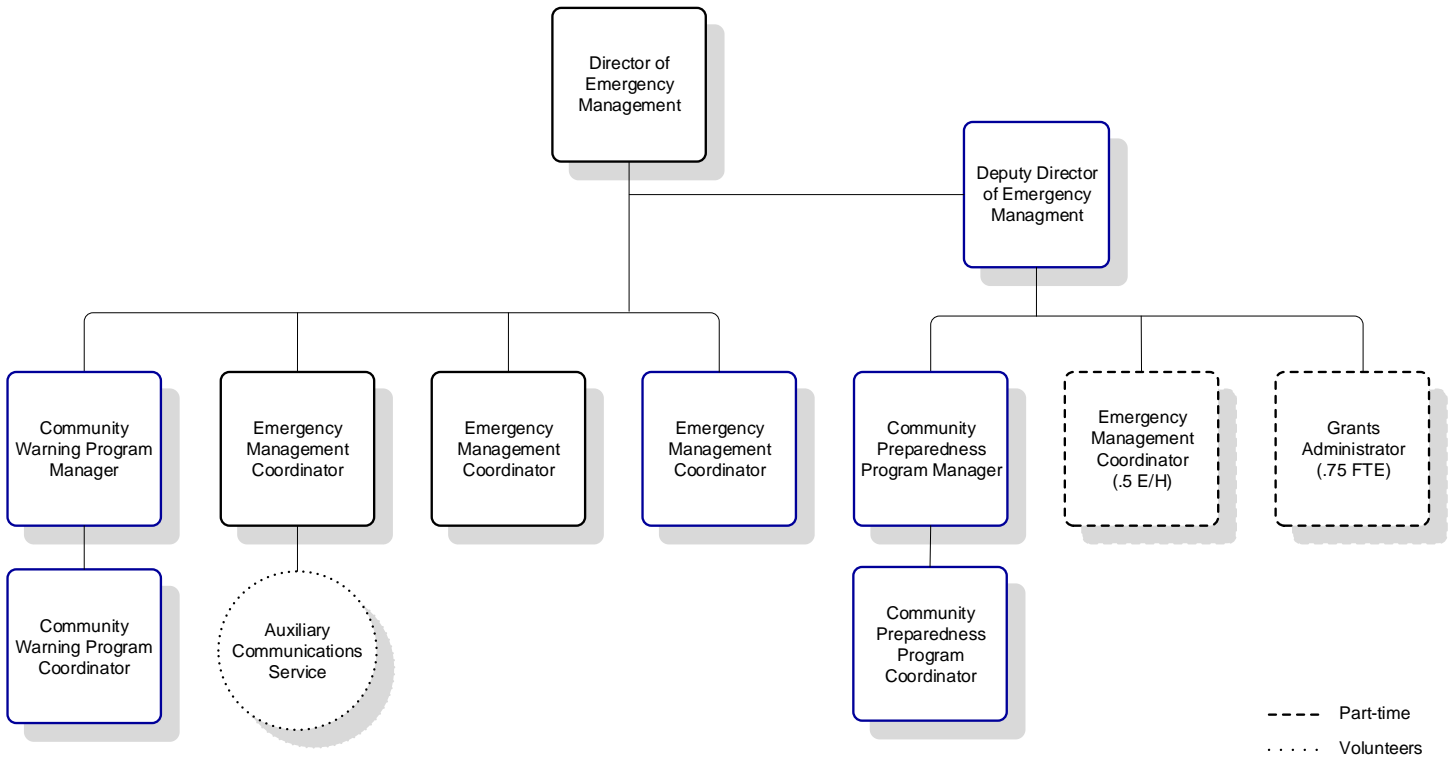 Director of
Emergency
Management
Deputy Director
of Emergency
Managment
Community
Warning Program
Manager
Emergency
Management
Coordinator
Emergency
Management
Coordinator
Emergency
Management
Coordinator
Community
Preparedness
Program Manager
Emergency
Management
Coordinator
(.5 E/H)
Grants
Administrator
(.75 FTE)
Community
Warning Program
Coordinator
Auxiliary
Communications
Service
Community
Preparedness
Program
Coordinator
Part-time
Volunteers